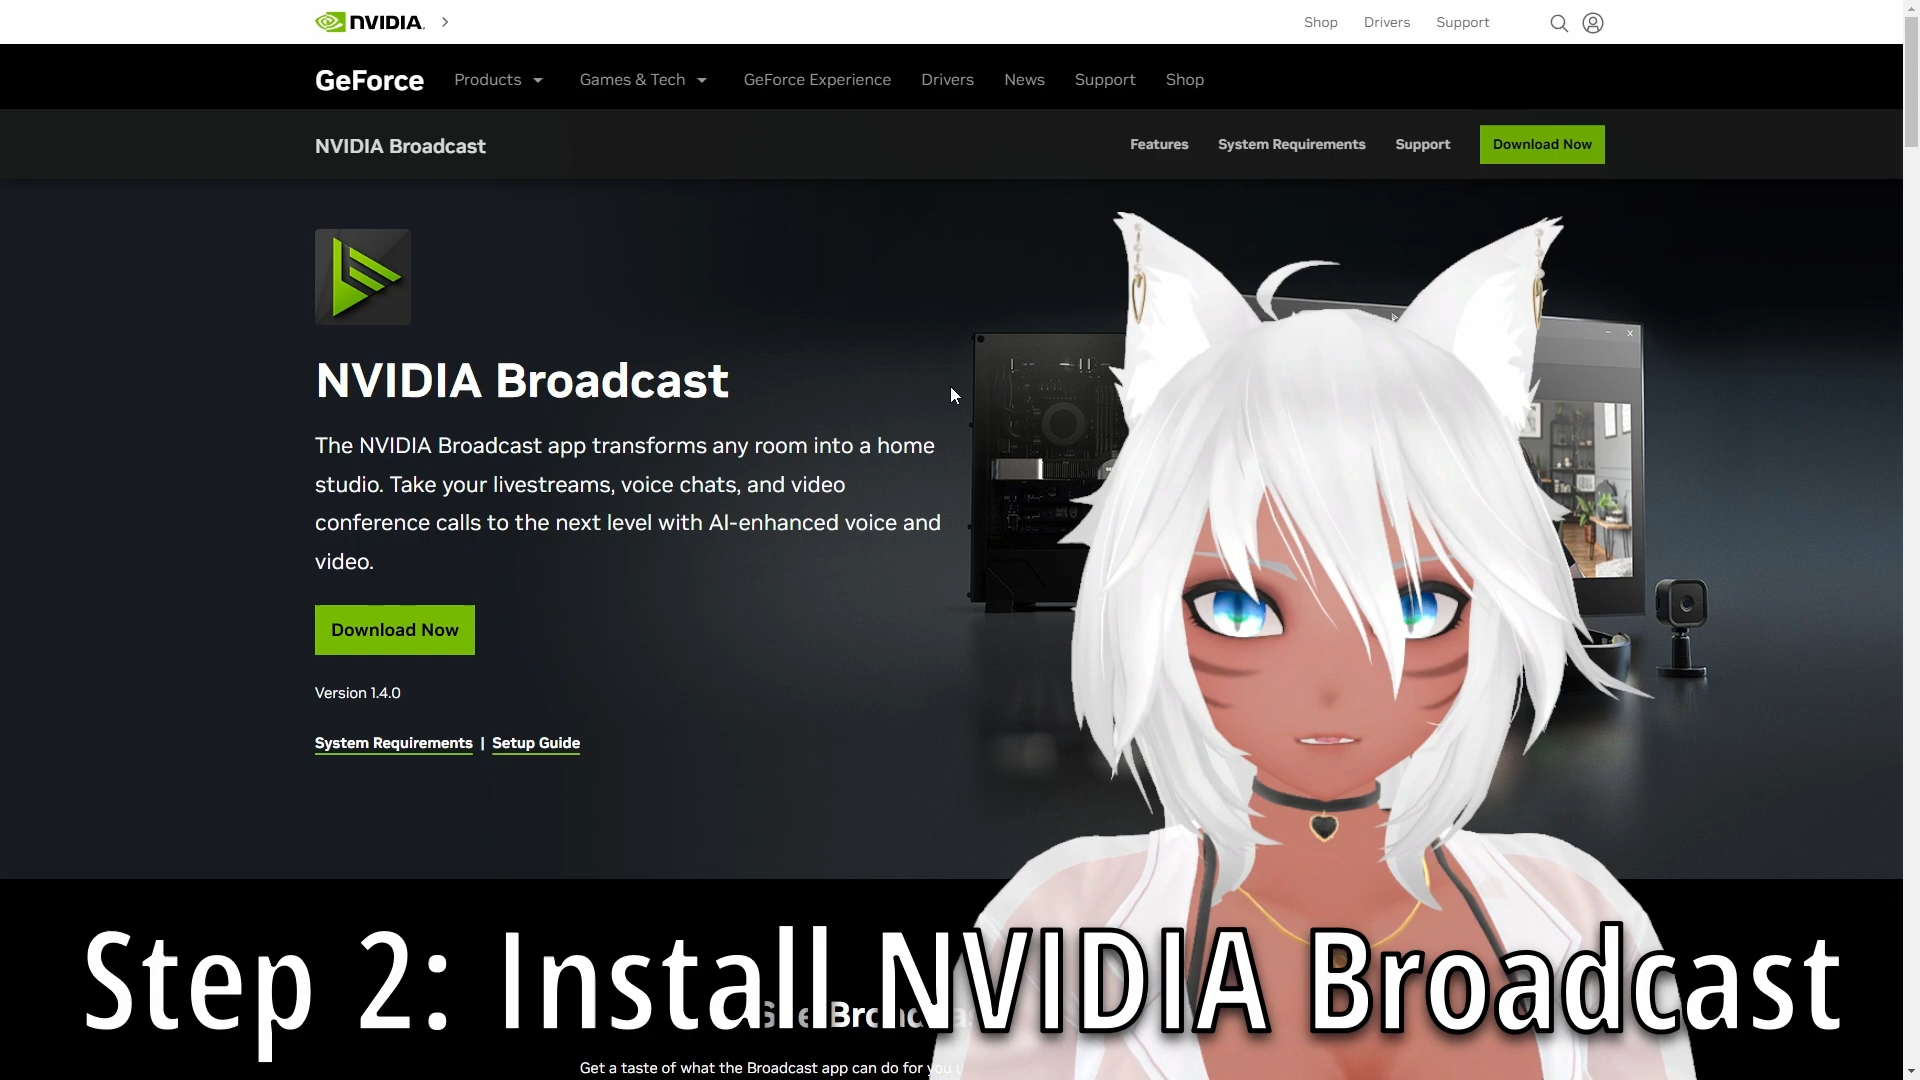 NVIDIA.
Shop
Drivers
Support
GeForce
Products
Games & Tech
GeForce Experience
Drivers
News
Support
Shop
NVIDIA Broadcast
Features
System Requirements
Support
Download Now
NVIDIA Broadcast
The NVIDIA Broadcast app transforms any room into a home
studio. Take your livestreams, voice chats, and video
conference calls to the next level with AI-enhanced voice and
video.
Download Now
Version 1.4.0
System Requirements | Setup Guide
Step 2: Install NVIDIA Broadcast
Get a taste of what the Broadcast app can do for you